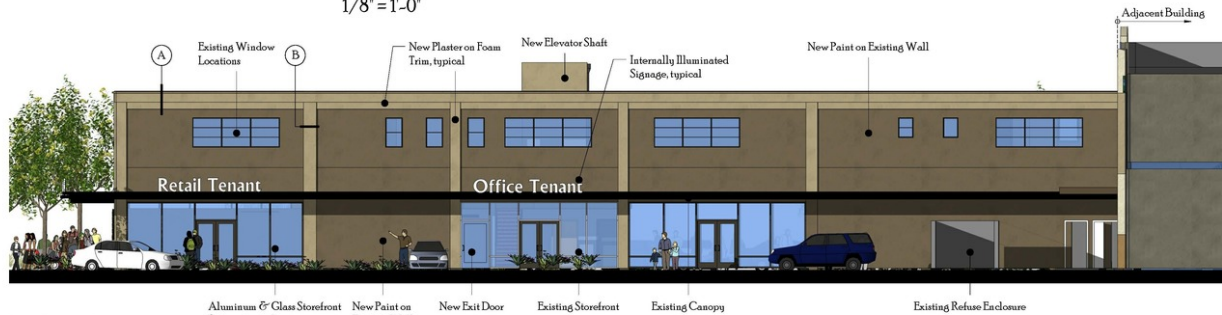 1/8" = 1'-0"
Adjacent Building
A
Existing Window
Locations
B
New Plaster on Foam
Trim, typical
New Elevator Shaft
Internally Illuminated
Signage, typical
New Paint on Existing Wall
Retail Tenant
Office Tenant
Aluminum & Glass Storefront
New Paint on
New Exit Door
Existing Storefront
Existing Canopy
Existing Refuse Enclosure